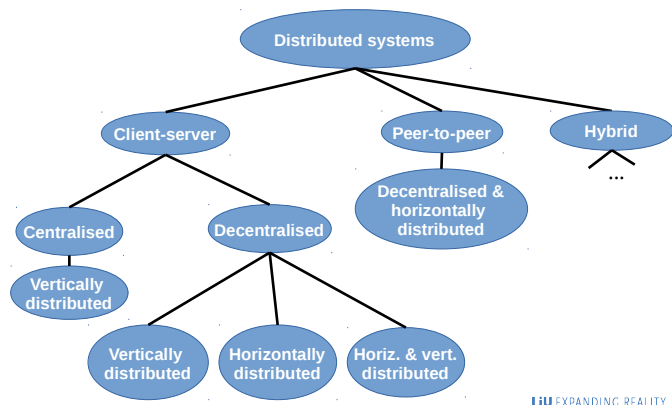 Distributed systems
Client-server
Peer-to-peer
Hybrid
...
Decentralised &
horizontally
distributed
Centralised
Decentralised
Vertically
distributed
Vertically
distributed
Horizontally
distributed
Horiz. & vert.
distributed
LiU EXPANDING REALITY